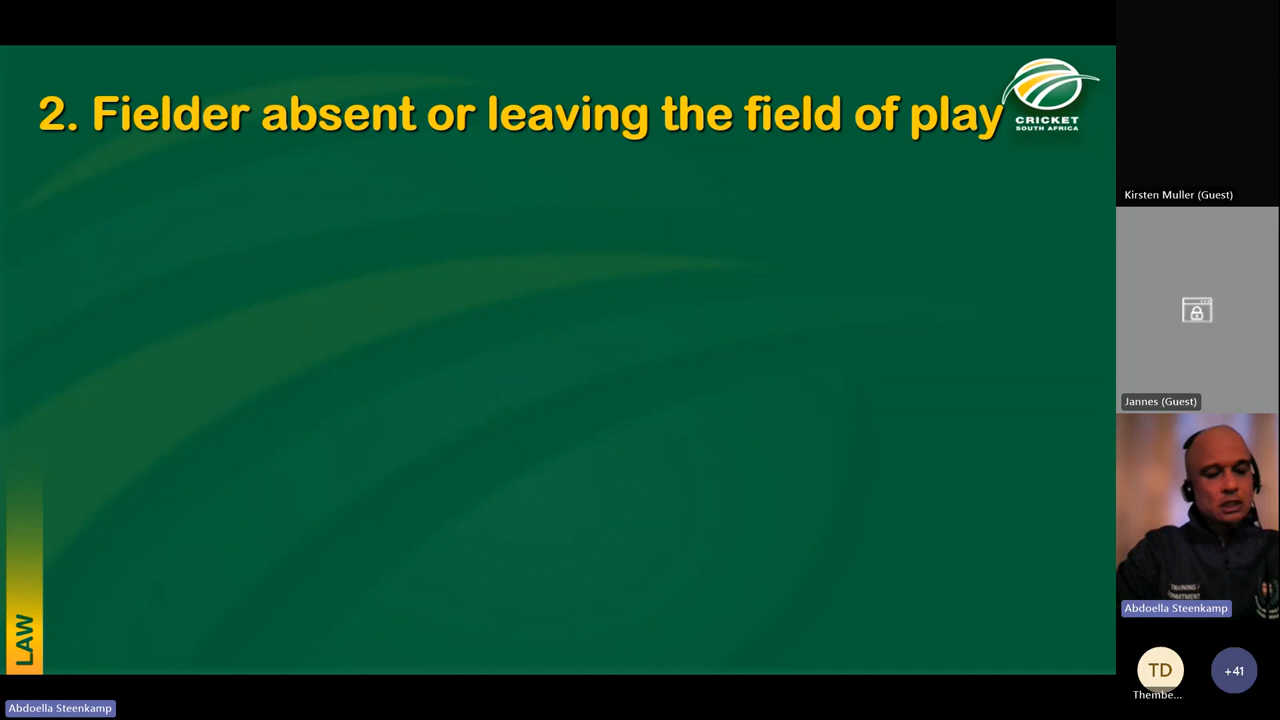 2. Fielder absent or leaving the field of play
CRICKET
SOUTH AFRICA
LAW
Kirsten Muller (Guest)
Jannes (Guest)
TRAINING
Abdoella Steenkamp
TD
+41
Thembe...
Abdoella Steenkamp